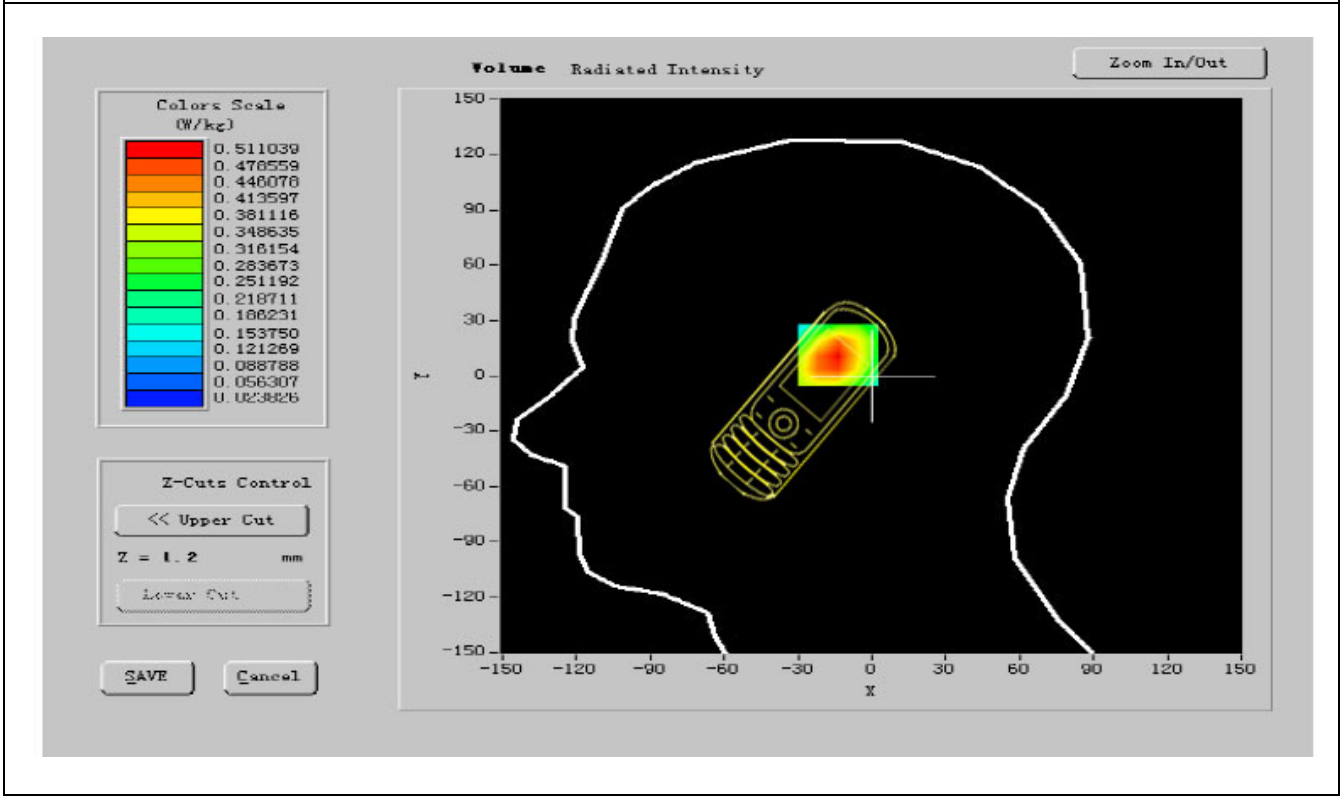 Volume Radiated Intensity
Zoom In/Out
Colors Scale
(W/kg)
0.511039
0.478559
0.446078
0.413597
0.381116
0.348635
0.316154
0.283673
0.251192
0.218711
0.186231
0.153750
0.121269
0.088788
0.056307
0.023826
Z-Cuts Control
<< Upper Cut
Z = 1.2 mm
Lower Cut
SAVE
Cancel
150
120
90
60
30
0
-30
-60
-90
-120
-150
Y
-150 -120 -90 -60 -30 0 30 60 90 120 150
X